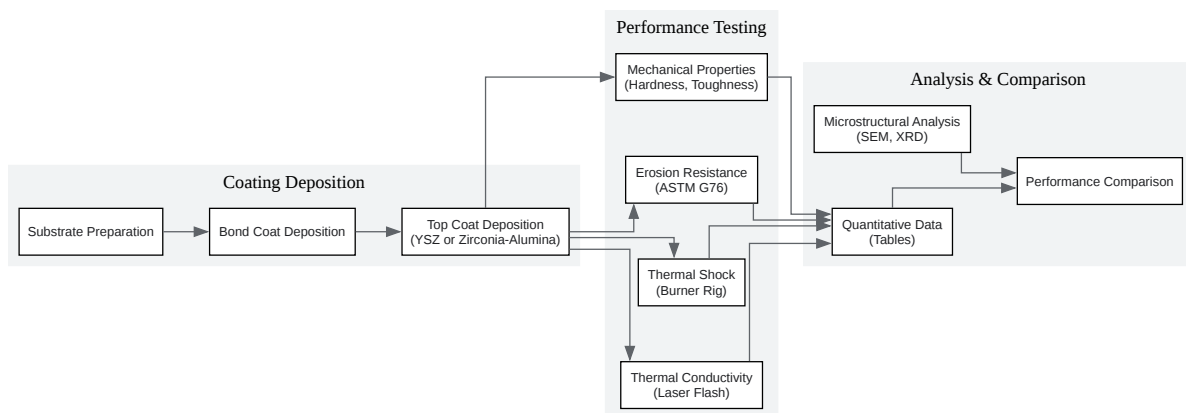 Coating Deposition
Substrate Preparation
Bond Coat Deposition
Top Coat Deposition
(YSZ or Zirconia-Alumina)
Performance Testing
Mechanical Properties
(Hardness, Toughness)
Erosion Resistance
(ASTM G76)
Thermal Shock
(Burner Rig)
Thermal Conductivity
(Laser Flash)
Analysis & Comparison
Microstructural Analysis
(SEM, XRD)
Quantitative Data
(Tables)
Performance Comparison